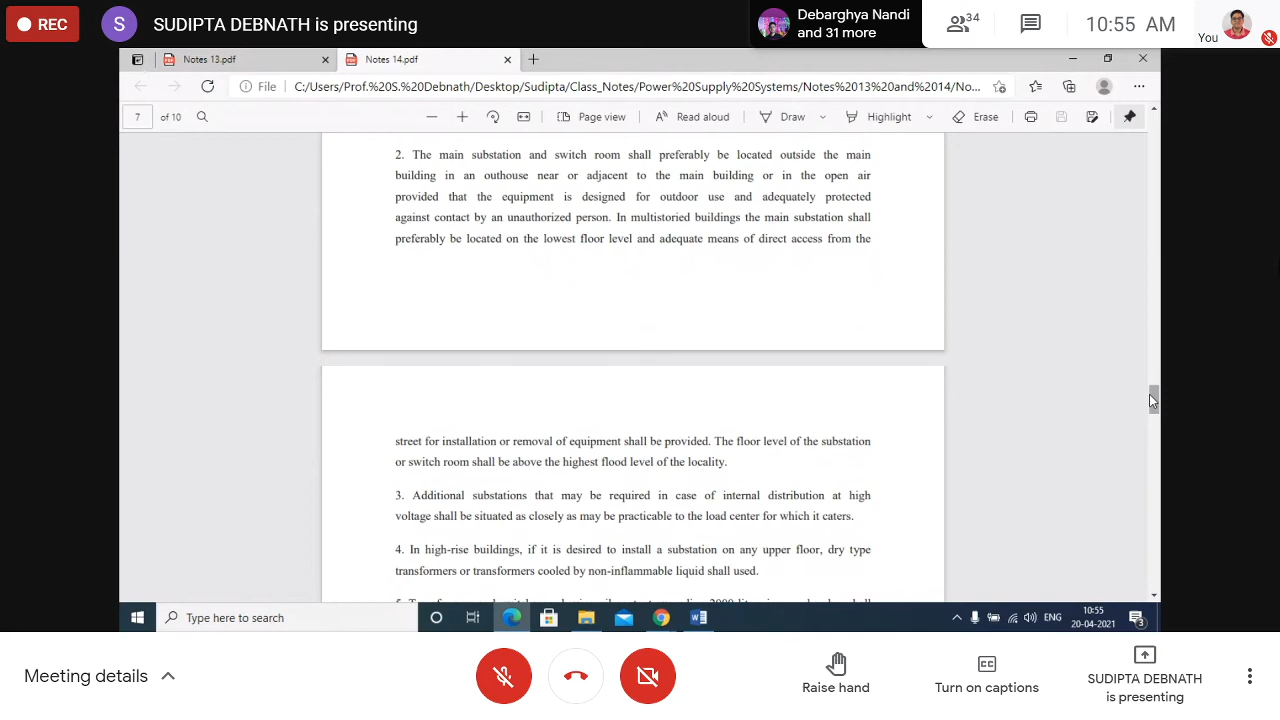 REC
S
SUDIPTA DEBNATH is presenting
Debarghya Nandi
and 31 more
34
10:55 AM
You
Notes 13.pdf
Notes 14.pdf
File
C:/Users/Prof.%20S.%20Debnath/Desktop/Sudipta/Class_Notes/Power%20Supply%20Systems/Notes%2013%20and%2014/No...
7 of 10
Page view
Read aloud
Draw
Highlight
Erase
2. The main substation and switch room shall preferably be located outside the main
building in an outhouse near or adjacent to the main building or in the open air
provided that the equipment is designed for outdoor use and adequately protected
against contact by an unauthorized person. In multistoried buildings the main substation shall
preferably be located on the lowest floor level and adequate means of direct access from the
street for installation or removal of equipment shall be provided. The floor level of the substation
or switch room shall be above the highest flood level of the locality.
3. Additional substations that may be required in case of internal distribution at high
voltage shall be situated as closely as may be practicable to the load center for which it caters.
4. In high-rise buildings, if it is desired to install a substation on any upper floor, dry type
transformers or transformers cooled by non-inflammable liquid shall used.
Type here to search
ENG
10:55
20-04-2021
3
Meeting details
Raise hand
Turn on captions
SUDIPTA DEBNATH
is presenting